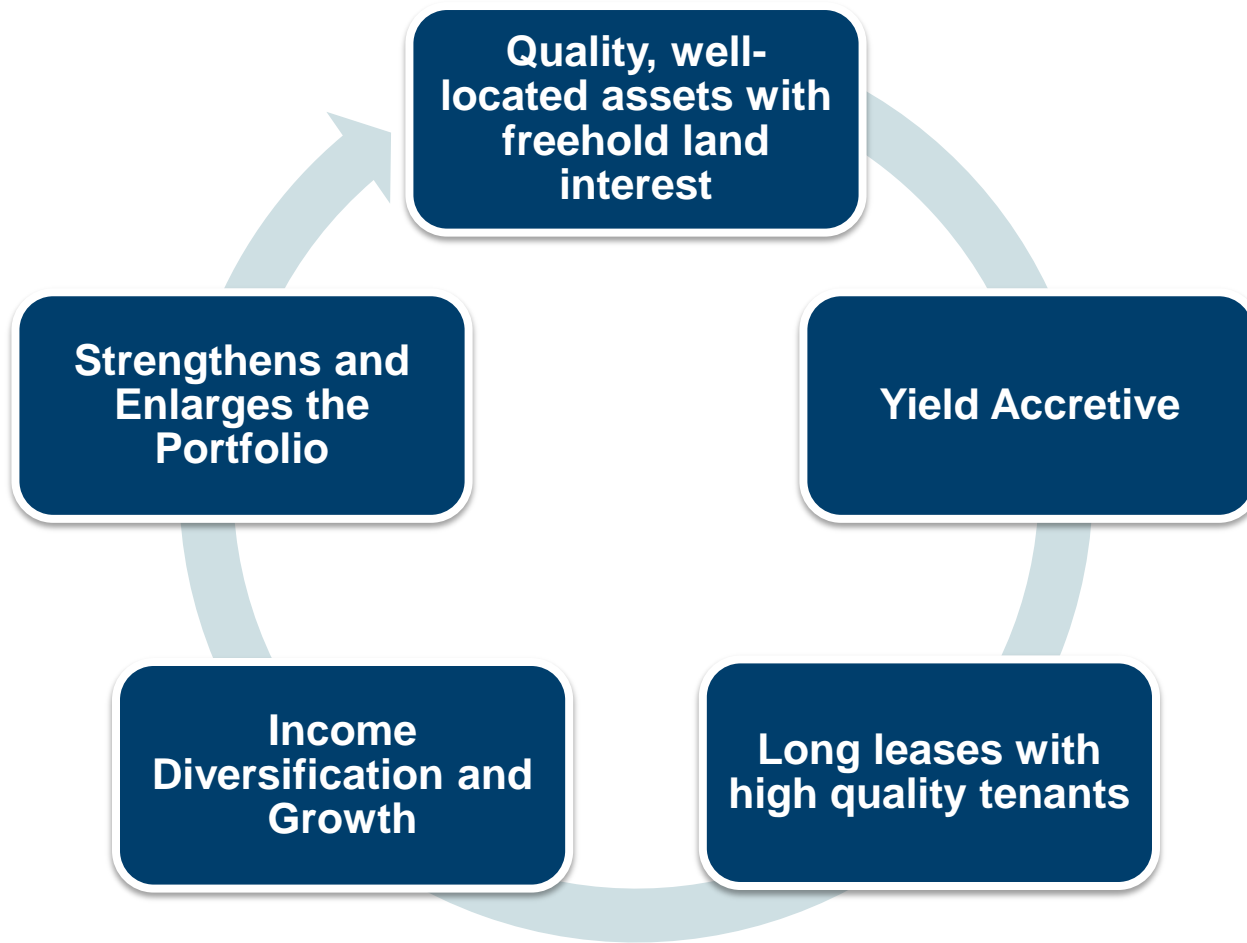 Quality, well-
located assets with
freehold land
interest
Yield Accretive
Long leases with
high quality tenants
Income
Diversification and
Growth
Strengthens and
Enlarges the
Portfolio